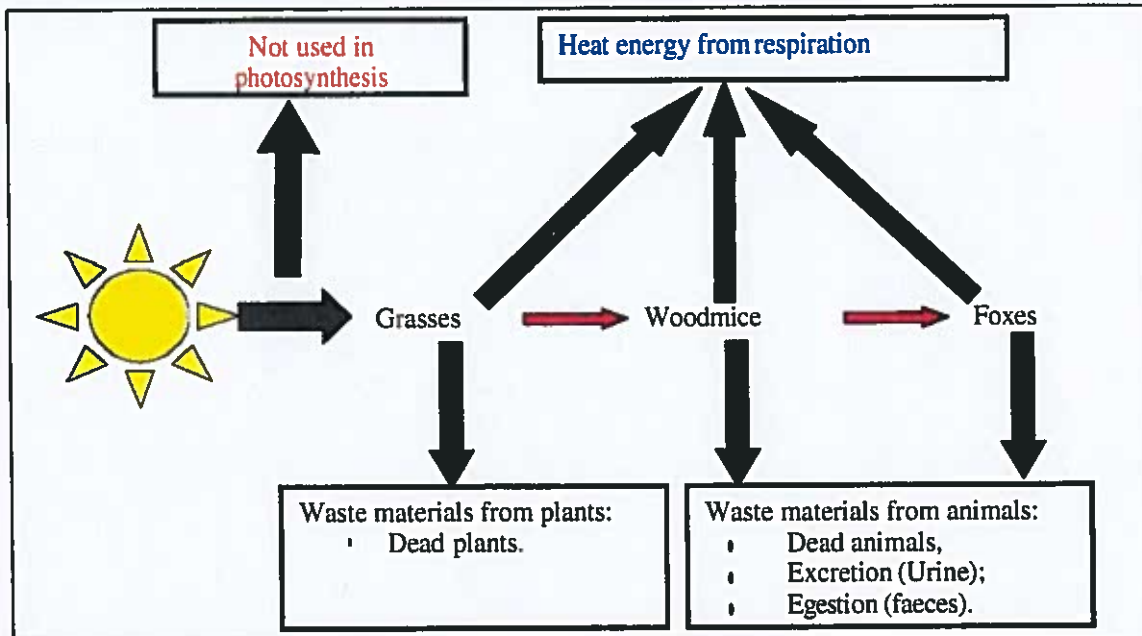 Not used in
photosynthesis
Heat energy from respiration
Grasses
Woodmice
Foxes
Waste materials from plants:
• Dead plants.
Waste materials from animals:
• Dead animals,
• Excretion (Urine);
• Egestion (faeces).